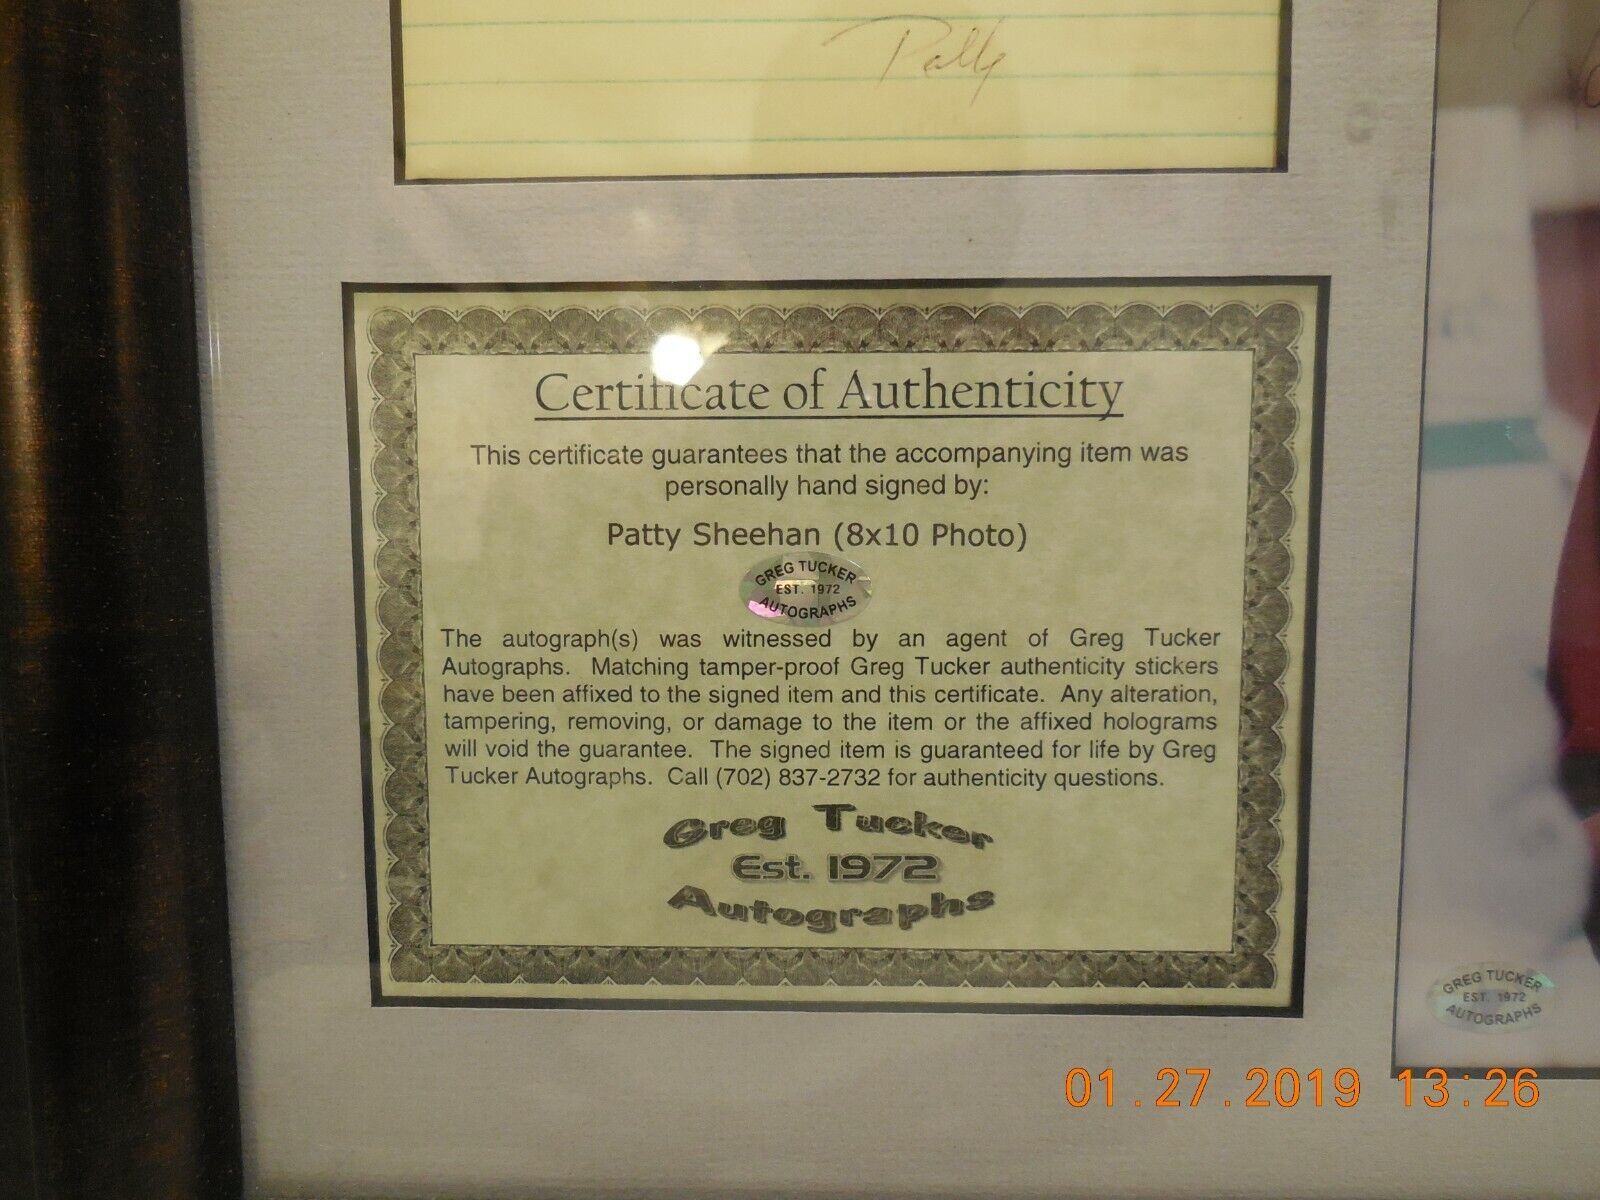 Patty
Certificate of Authenticity
This certificate guarantees that the accompanying item was
personally hand signed by:
Patty Sheehan (8x10 Photo)
GREG TUCKER
EST. 1972
AUTOGRAPHS
The autograph(s) was witnessed by an agent of Greg Tucker
Autographs. Matching tamper-proof Greg Tucker authenticity stickers
have been affixed to the signed item and this certificate. Any alteration,
tampering, removing, or damage to the item or the affixed holograms
will void the guarantee. The signed item is guaranteed for life by Greg
Tucker Autographs. Call (702) 837-2732 for authenticity questions.
Greg Tucker
Est. 1972
Autographs
GREG TUCKER
EST. 1972
AUTOGRAPHS
01.27.2019 13:26